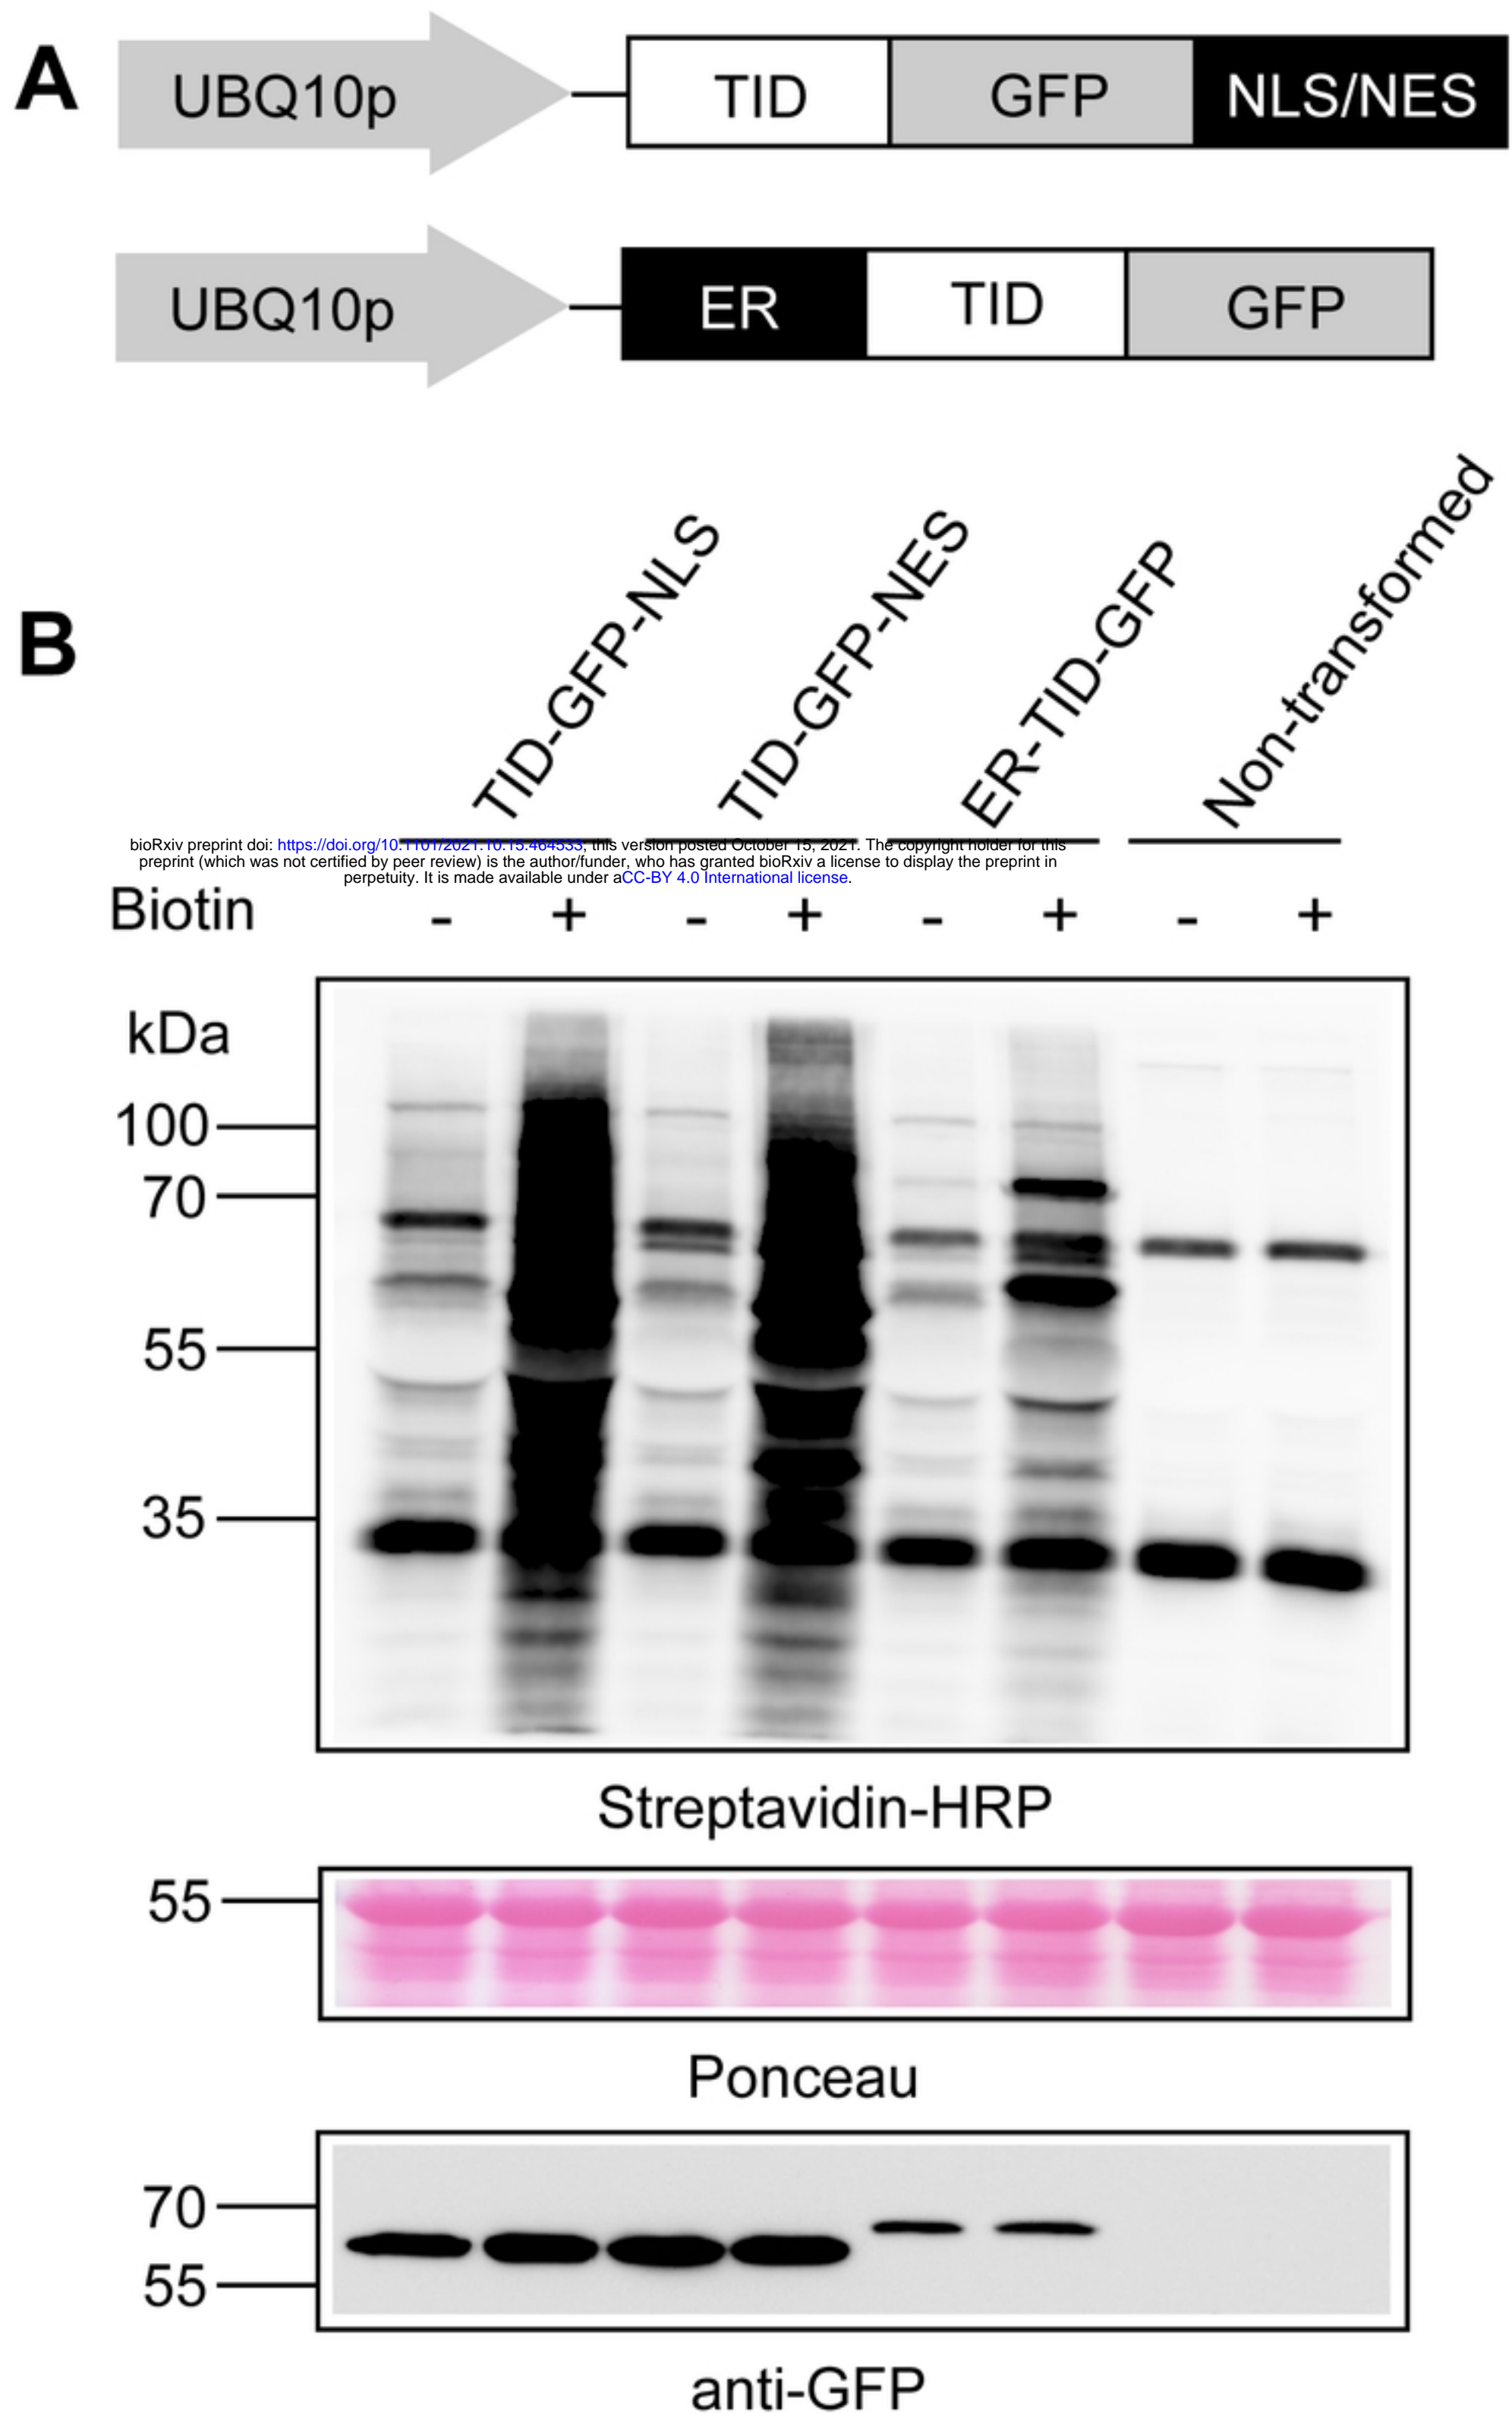 A
UBQ10p TID GFP NLS/NES
UBQ10p ER TID GFP
B
TID-GFP-NLS TID-GFP-NES ER-TID-GFP Non-transformed
bioRxiv preprint doi: https://doi.org/10.1101/2021.10.15.464533; this version posted October 15, 2021. The copyright holder for this
preprint (which was not certified by peer review) is the author/funder, who has granted bioRxiv a license to display the preprint in
perpetuity. It is made available under aCC-BY 4.0 International license.
Biotin - + - + - + - +
kDa
100
70
55
35
Streptavidin-HRP
55
Ponceau
70
55
anti-GFP